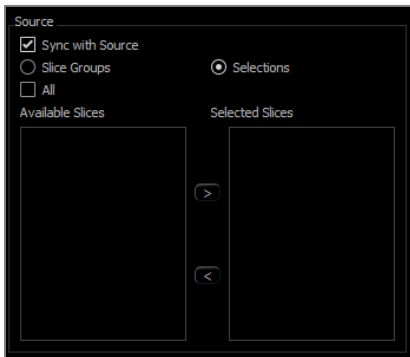 Source
Sync with Source
Slice Groups Selections
All
Available Slices Selected Slices
>
<